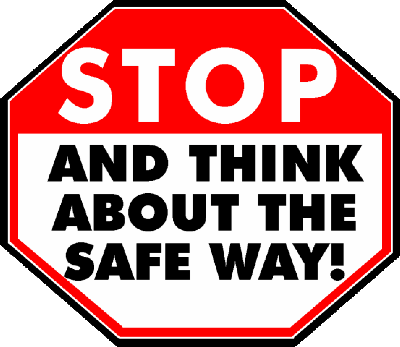 STOP
AND THINK
ABOUT THE
SAFE WAY!